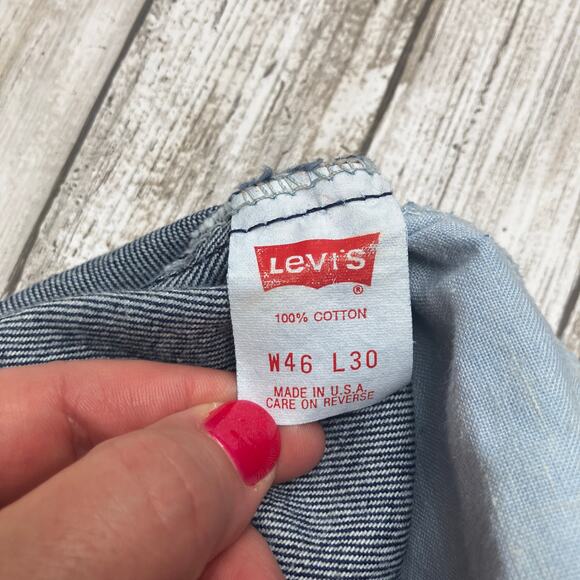 Levi's
®
100% COTTON
W46 L30
MADE IN U.S.A.
CARE ON REVERSE